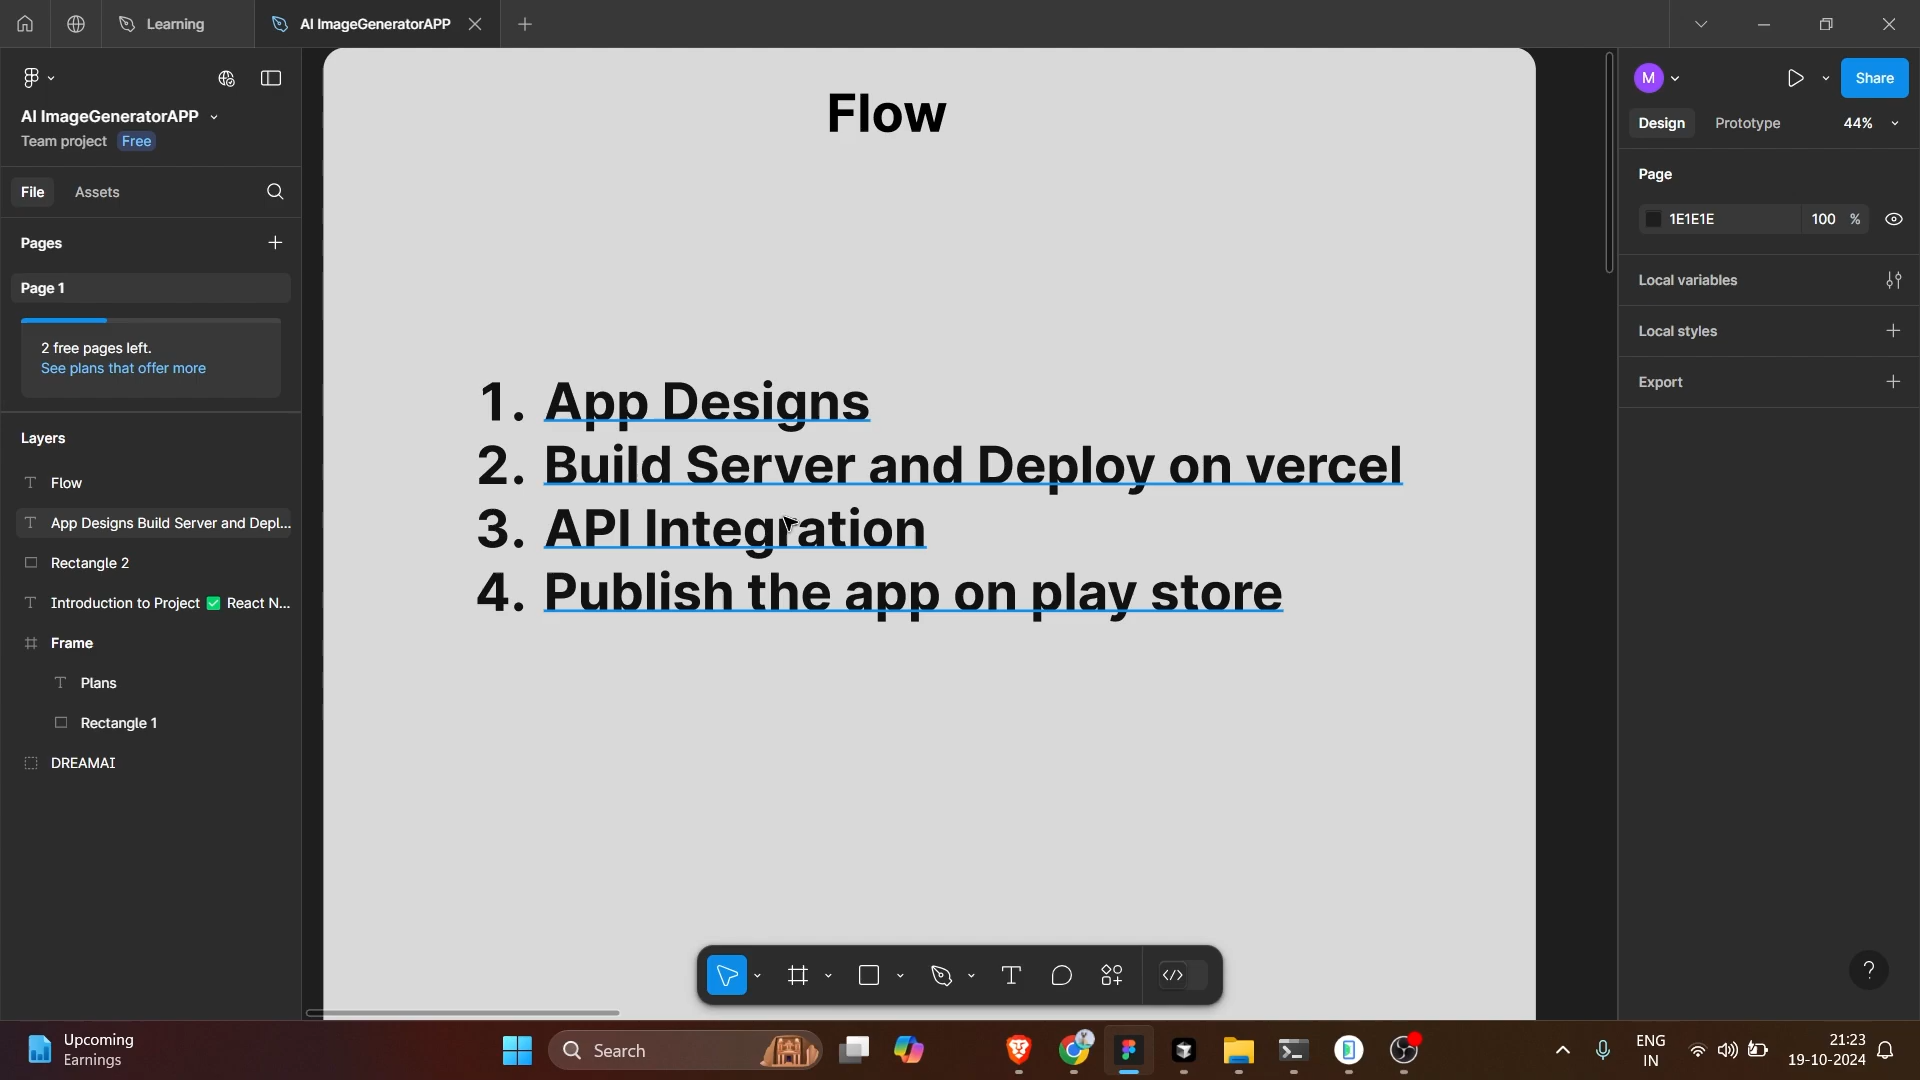 Learning
AI ImageGeneratorAPP
AI ImageGeneratorAPP
Team project Free
File Assets
Pages
Page 1
2 free pages left.
See plans that offer more
Layers
Flow
App Designs Build Server and Depl...
Rectangle 2
Introduction to Project ✅ React N...
Frame
Plans
Rectangle 1
DREAMAI
Flow
1. App Designs
2. Build Server and Deploy on vercel
3. API Integration
4. Publish the app on play store
M
Share
Design Prototype 44%
Page
1E1E1E 100 %
Local variables
Local styles
Export
?
Upcoming
Earnings
Search
ENG
IN
21:23
19-10-2024